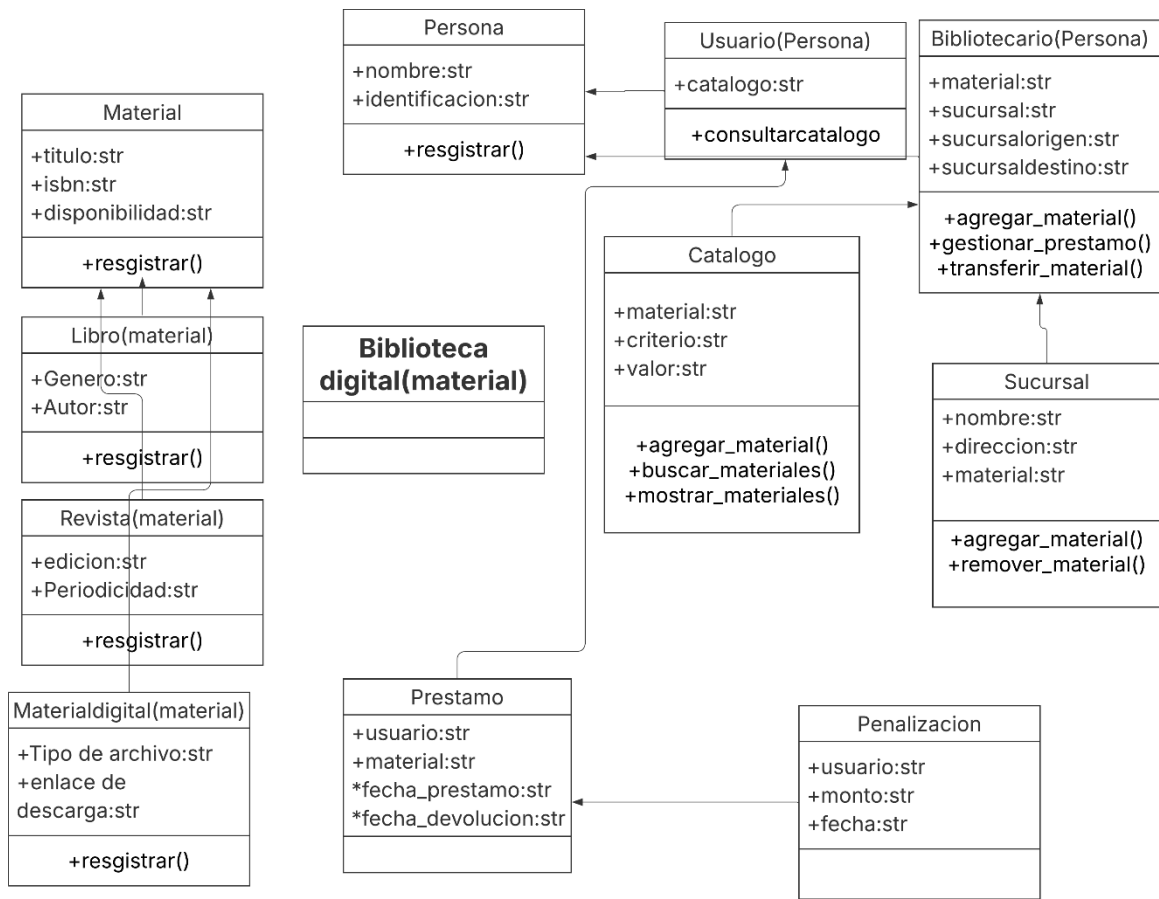 Persona
+nombre:str
+identificacion:str
+resgistrar()
Usuario(Persona)
+catalogo:str
+consultarcatalogo
Bibliotecario(Persona)
+material:str
+sucursal:str
+sucursalorigen:str
+sucursaldestino:str
+agregar_material()
+gestionar_prestamo()
+transferir_material()
Material
+titulo:str
+isbn:str
+disponibilidad:str
+resgistrar()
Libro(material)
+Genero:str
+Autor:str
+resgistrar()
Revista(material)
+edicion:str
+Periodicidad:str
+resgistrar()
Materialdigital(material)
+Tipo de archivo:str
+enlace de
descarga:str
+resgistrar()
Biblioteca
digital(material)
Catalogo
+material:str
+criterio:str
+valor:str
+agregar_material()
+buscar_materiales()
+mostrar_materiales()
Sucursal
+nombre:str
+direccion:str
+material:str
+agregar_material()
+remover_material()
Prestamo
+usuario:str
+material:str
*fecha_prestamo:str
*fecha_devolucion:str
Penalizacion
+usuario:str
+monto:str
+fecha:str